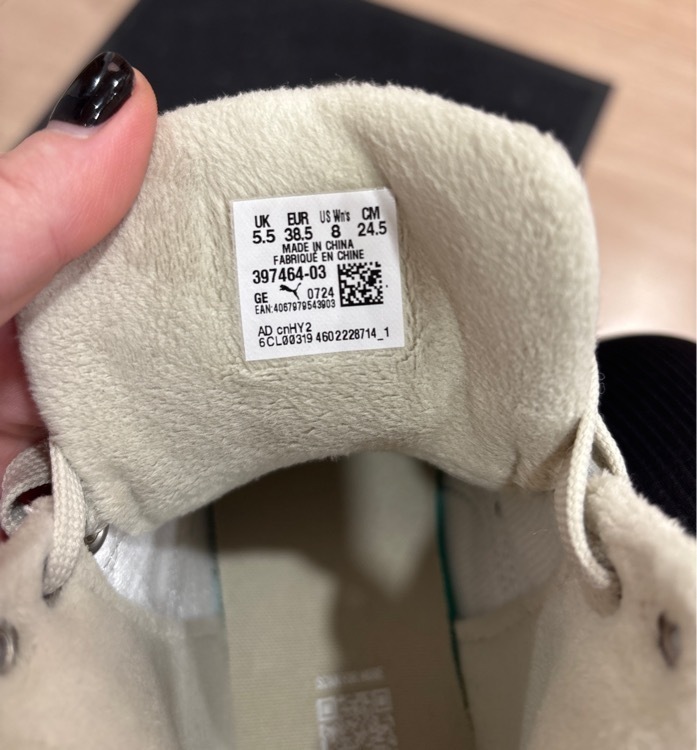 UK EUR US Wn's CM
5.5 38.5 8 24.5
MADE IN CHINA
FABRIQUÉ EN CHINE
397464-03
GE 0724
EAN:4067979543903
AD cnHY2
6CL00319 4602228714_1